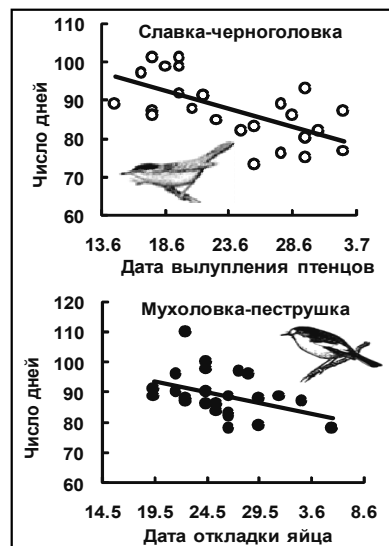 Славка-черноголовка
Число дней
110
100
90
80
70
60
13.6 18.6 23.6 28.6 3.7
Дата вылупления птенцов
Мухоловка-пеструшка
Число дней
120
110
100
90
80
70
60
14.5 19.5 24.5 29.5 3.6 8.6
Дата откладки яйца